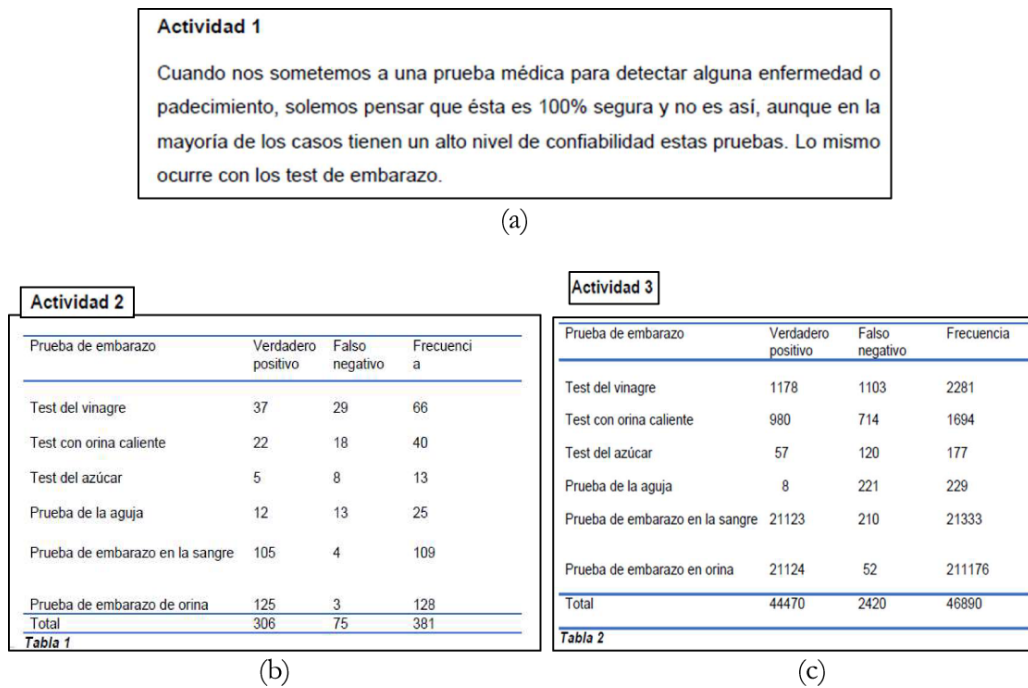 Actividad 1
Cuando nos sometemos a una prueba médica para detectar alguna enfermedad o
padecimiento, solemos pensar que ésta es 100% segura y no es así, aunque en la
mayoría de los casos tienen un alto nivel de confiabilidad estas pruebas. Lo mismo
ocurre con los test de embarazo.
(a)
Actividad 2
Prueba de embarazo Verdadero positivo Falso negativo Frecuenci a
Test del vinagre 37 29 66
Test con orina caliente 22 18 40
Test del azúcar 5 8 13
Prueba de la aguja 12 13 25
Prueba de embarazo en la sangre 105 4 109
Prueba de embarazo de orina 125 3 128
Total 306 75 381
Tabla 1
(b)
Actividad 3
Prueba de embarazo Verdadero positivo Falso negativo Frecuencia
Test del vinagre 1178 1103 2281
Test con orina caliente 980 714 1694
Test del azúcar 57 120 177
Prueba de la aguja 8 221 229
Prueba de embarazo en la sangre 21123 210 21333
Prueba de embarazo en orina 21124 52 211176
Total 44470 2420 46890
Tabla 2
(c)